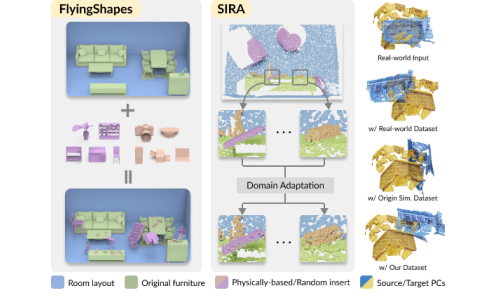 FlyingShapes
SIRA
Domain Adaptation
Real-world Input
w/ Real-world Dataset
w/ Origin Sim. Dataset
w/ Our Dataset
Room layout
Original furniture
Physically-based/Random insert
Source/Target PCs